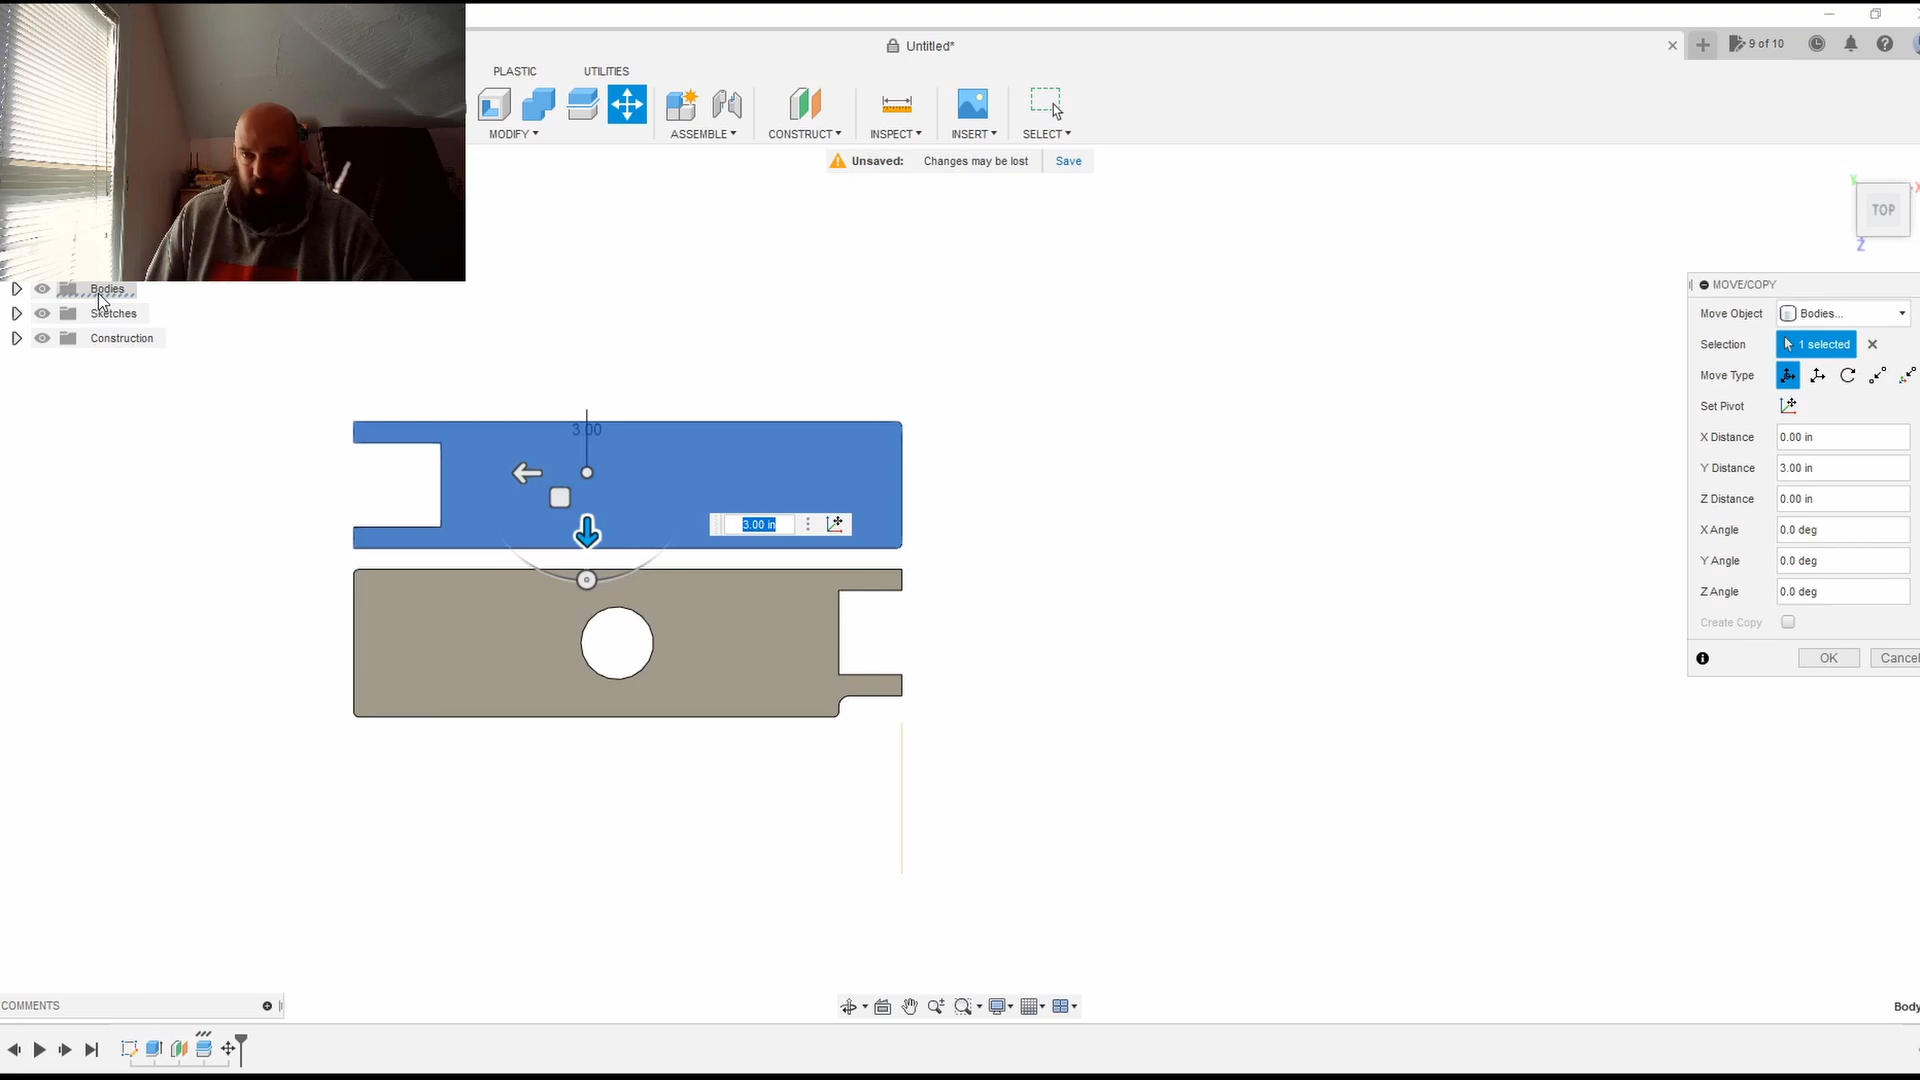 Untitled*
9 of 10
PLASTIC
UTILITIES
MODIFY
ASSEMBLE
CONSTRUCT
INSPECT
INSERT
SELECT
Unsaved: Changes may be lost Save
TOP
X
Z
Bodies
Sketches
Construction
MOVE/COPY
Move Object Bodies...
Selection 1 selected
Move Type
Set Pivot
X Distance 0.00 in
Y Distance 3.00 in
Z Distance 0.00 in
X Angle 0.0 deg
Y Angle 0.0 deg
Z Angle 0.0 deg
Create Copy
OK Cancel
3.00
3.00 in
COMMENTS
Body